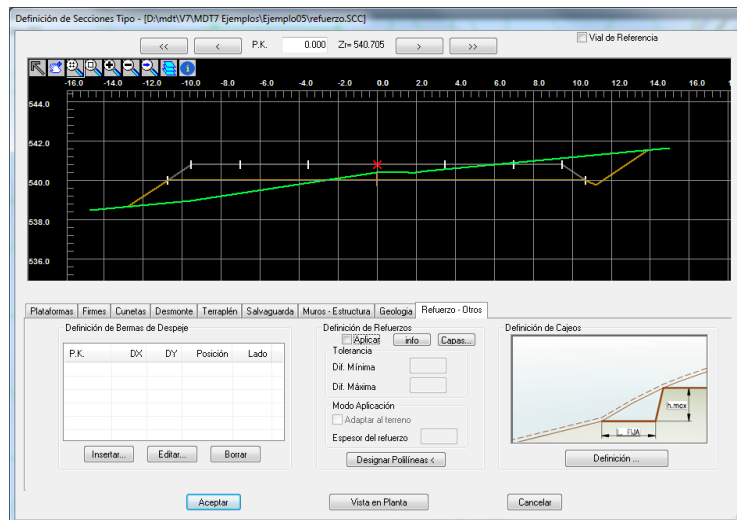 Definición de Secciones Tipo - [D:\mdt\V7\MDT7 Ejemplos\Ejemplo05\refuerzo.SCC]
<< < P.K. 0.000 Zr= 540.705 > >> Vial de Referencia
-16.0 -14.0 -12.0 -10.0 -8.0 -6.0 -4.0 -2.0 0.0 2.0 4.0 6.0 8.0 10.0 12.0 14.0 16.0
544.0
542.0
540.0
538.0
536.0
Plataformas Firmes Cunetas Desmonte Terraplén Salvaguarda Muros - Estructura Geologia Refuerzo - Otros
Definición de Bermas de Despeje
P.K. DX DY Posición Lado
Insertar... Editar... Borrar
Definición de Refuerzos
Aplicar info Capas...
Tolerancia
Dif. Mínima
Dif. Máxima
Modo Aplicación
Adaptar al terreno
Espesor del refuerzo
Designar Polilíneas <
Definición de Cajeos
h.max
L. FIJA
Definición ...
Aceptar Vista en Planta Cancelar